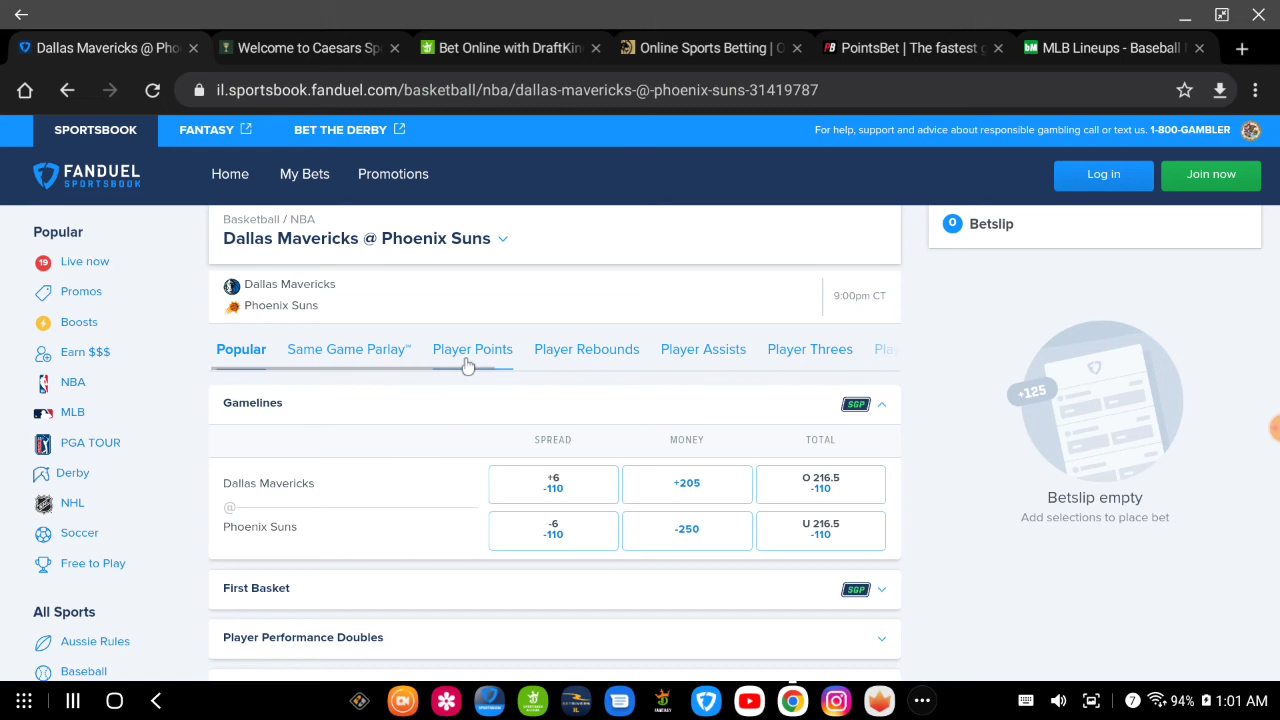 Dallas Mavericks @ Pho
Welcome to Caesars Sp
Bet Online with DraftKin
Online Sports Betting |
PointsBet | The fastest
MLB Lineups - Baseball
il.sportsbook.fanduel.com/basketball/nba/dallas-mavericks-@-phoenix-suns-31419787
SPORTSBOOK
FANTASY
BET THE DERBY
For help, support and advice about responsible gambling call or text us. 1-800-GAMBLER
FANDUEL
SPORTSBOOK
Home
My Bets
Promotions
Log in
Join now
Popular
19 Live now
Promos
Boosts
Earn $$$
NBA
MLB
PGA TOUR
Derby
NHL
Soccer
Free to Play
All Sports
Aussie Rules
Baseball
Basketball / NBA
Dallas Mavericks @ Phoenix Suns
Dallas Mavericks
Phoenix Suns
9:00pm CT
Popular
Same Game Parlay™
Player Points
Player Rebounds
Player Assists
Player Threes
Pla
Gamelines
SGP
SPREAD
MONEY
TOTAL
Dallas Mavericks
+6
-110
+205
O 216.5
-110
@
Phoenix Suns
-6
-110
-250
U 216.5
-110
First Basket
SGP
Player Performance Doubles
0 Betslip
+125
Betslip empty
Add selections to place bet
7
94%
1:01 AM